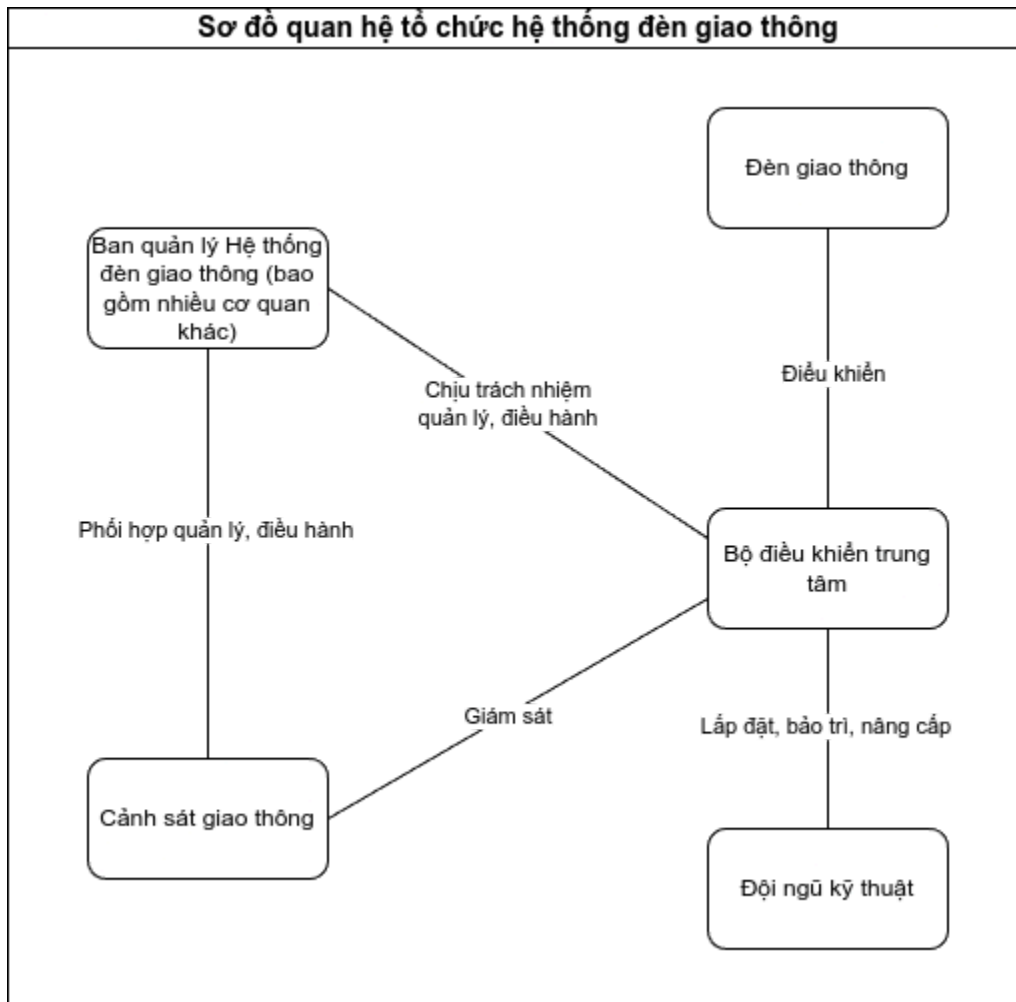 Sơ đồ quan hệ tổ chức hệ thống đèn giao thông
Đèn giao thông
Ban quản lý Hệ thống
đèn giao thông (bao
gồm nhiều cơ quan
khác)
Điều khiển
Chịu trách nhiệm
quản lý, điều hành
Phối hợp quản lý, điều hành
Bộ điều khiển trung
tâm
Giám sát
Lắp đặt, bảo trì, nâng cấp
Cảnh sát giao thông
Đội ngũ kỹ thuật